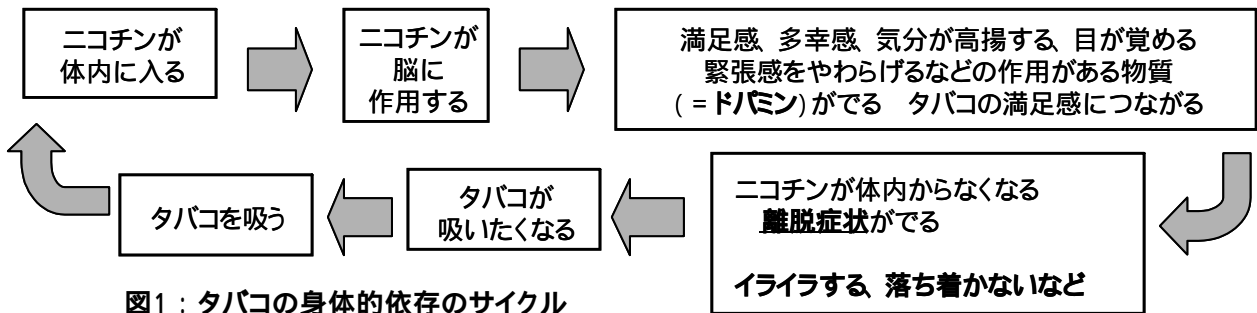 ニコチンが
体内に入る
ニコチンが
脳に
作用する
満足感、多幸感、気分が高揚する、目が覚める
緊張感をやわらげるなどの作用がある物質
(=ドパミン)がでる　タバコの満足感につながる
ニコチンが体内からなくなる
離脱症状がでる
イライラする、落ち着かないなど
タバコが
吸いたくなる
タバコを吸う
図1:タバコの身体的依存のサイクル